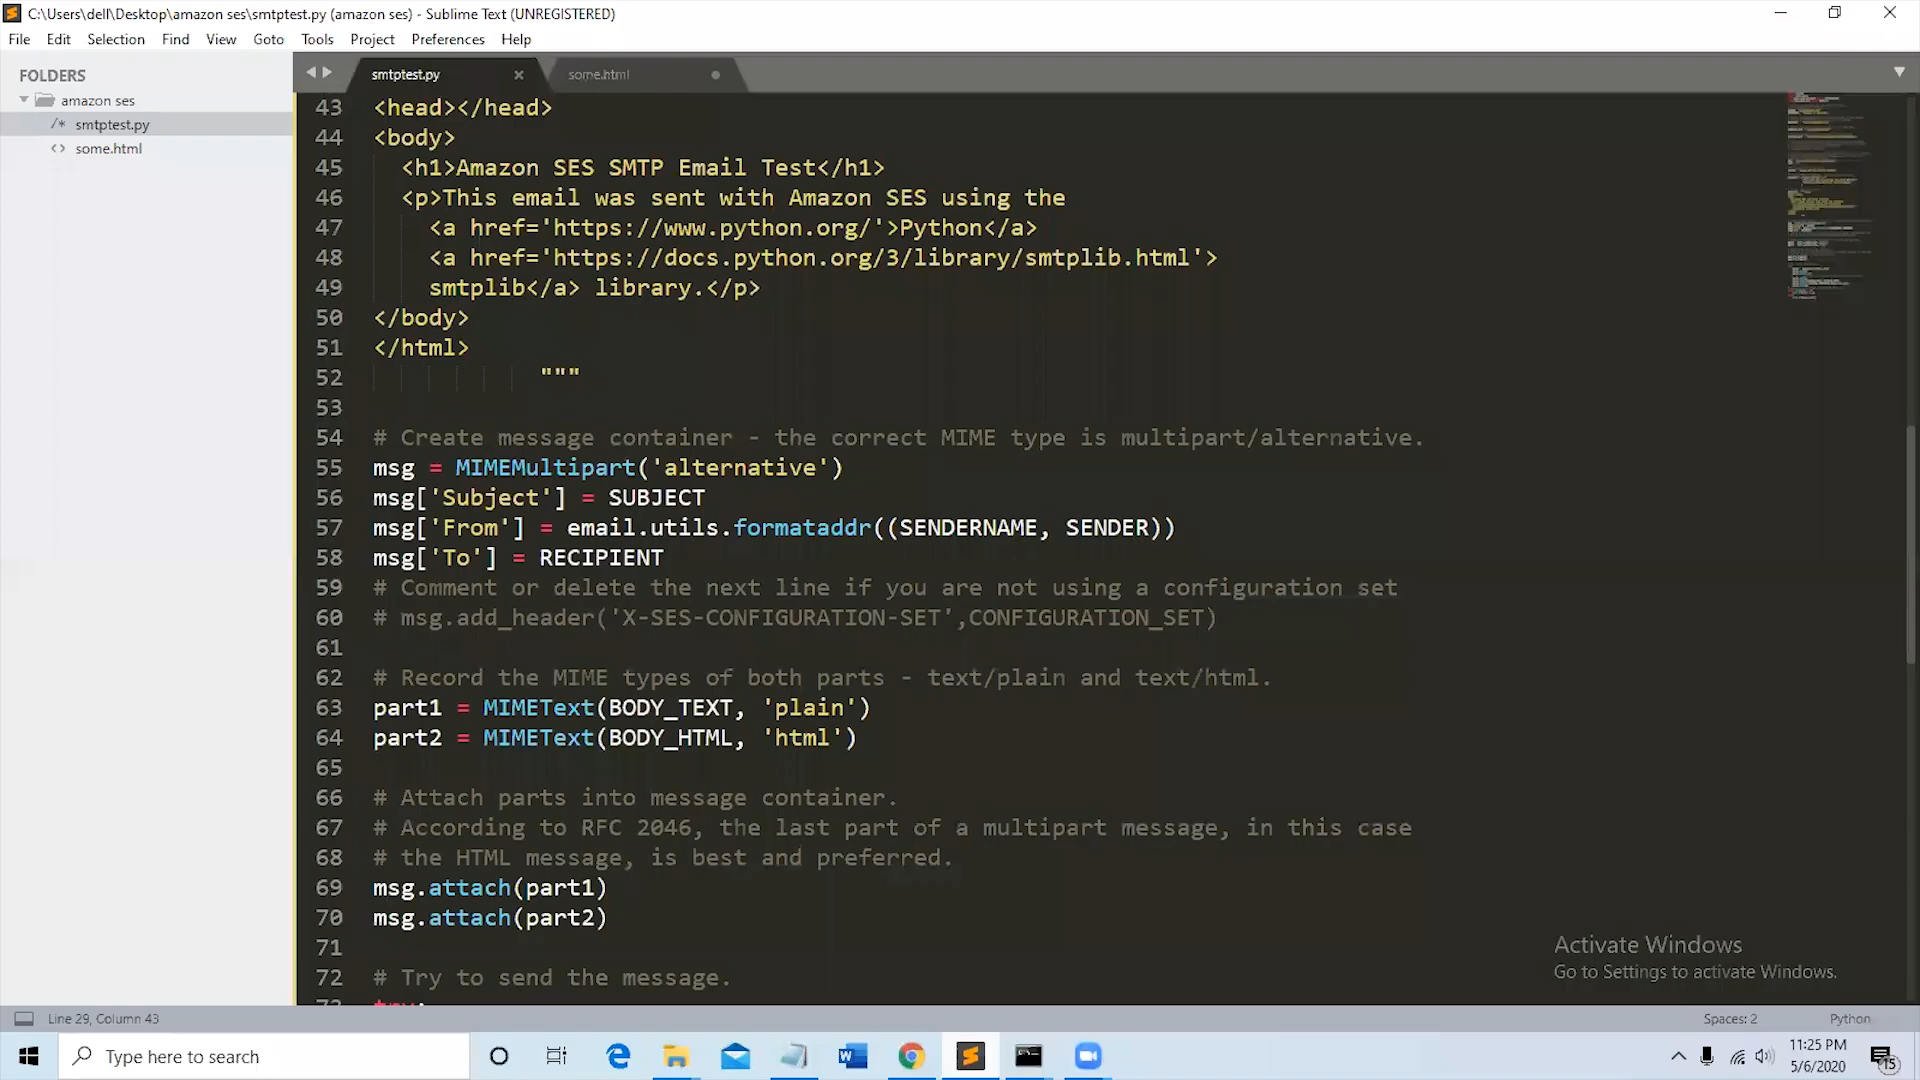 C:\Users\dell\Desktop\amazon ses\smtptest.py (amazon ses) - Sublime Text (UNREGISTERED)
File Edit Selection Find View Goto Tools Project Preferences Help
FOLDERS
amazon ses
/* smtptest.py
<> some.html
smtptest.py × some.html
43 <head></head>
44 <body>
45 <h1>Amazon SES SMTP Email Test</h1>
46 <p>This email was sent with Amazon SES using the
47 <a href='https://www.python.org/'>Python</a>
48 <a href='https://docs.python.org/3/library/smtplib.html'>
49 smtplib</a> library.</p>
50 </body>
51 </html>
52 """
53
54 # Create message container - the correct MIME type is multipart/alternative.
55 msg = MIMEMultipart('alternative')
56 msg['Subject'] = SUBJECT
57 msg['From'] = email.utils.formataddr((SENDERNAME, SENDER))
58 msg['To'] = RECIPIENT
59 # Comment or delete the next line if you are not using a configuration set
60 # msg.add_header('X-SES-CONFIGURATION-SET',CONFIGURATION_SET)
61
62 # Record the MIME types of both parts - text/plain and text/html.
63 part1 = MIMEText(BODY_TEXT, 'plain')
64 part2 = MIMEText(BODY_HTML, 'html')
65
66 # Attach parts into message container.
67 # According to RFC 2046, the last part of a multipart message, in this case
68 # the HTML message, is best and preferred.
69 msg.attach(part1)
70 msg.attach(part2)
71
72 # Try to send the message.
73 try:
Activate Windows
Go to Settings to activate Windows.
Line 29, Column 43 Spaces: 2 Python
Type here to search
11:25 PM
5/6/2020
15